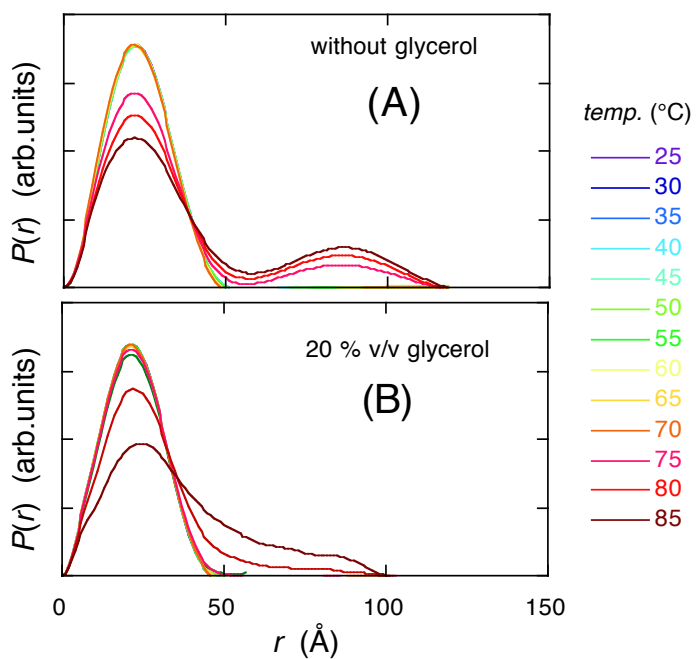 P(r) (arb.units)
without glycerol
(A)
P(r) (arb.units)
20 % v/v glycerol
(B)
0 50 100 150
r (Å)
temp. (°C)
25
30
35
40
45
50
55
60
65
70
75
80
85